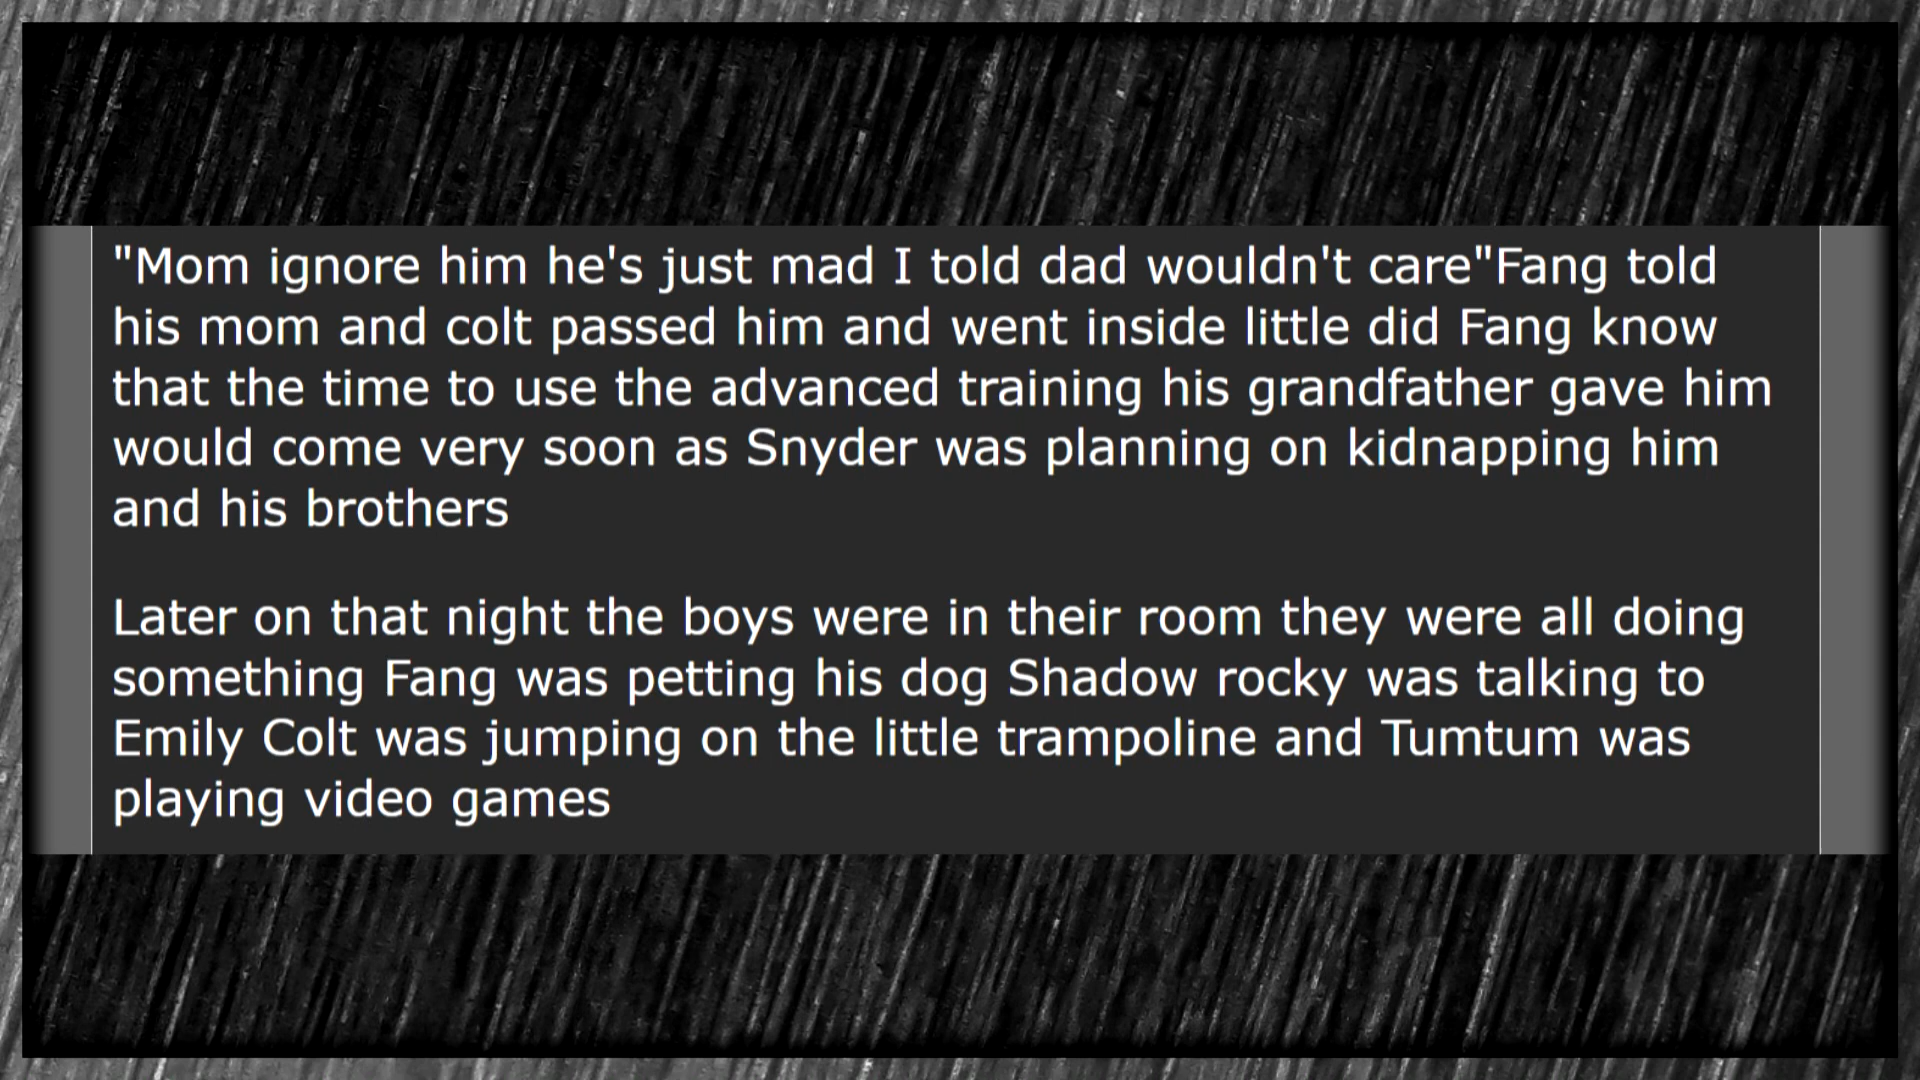 "Mom ignore him he's just mad I told dad wouldn't care"Fang told
his mom and colt passed him and went inside little did Fang know
that the time to use the advanced training his grandfather gave him
would come very soon as Snyder was planning on kidnapping him
and his brothers
Later on that night the boys were in their room they were all doing
something Fang was petting his dog Shadow rocky was talking to
Emily Colt was jumping on the little trampoline and Tumtum was
playing video games